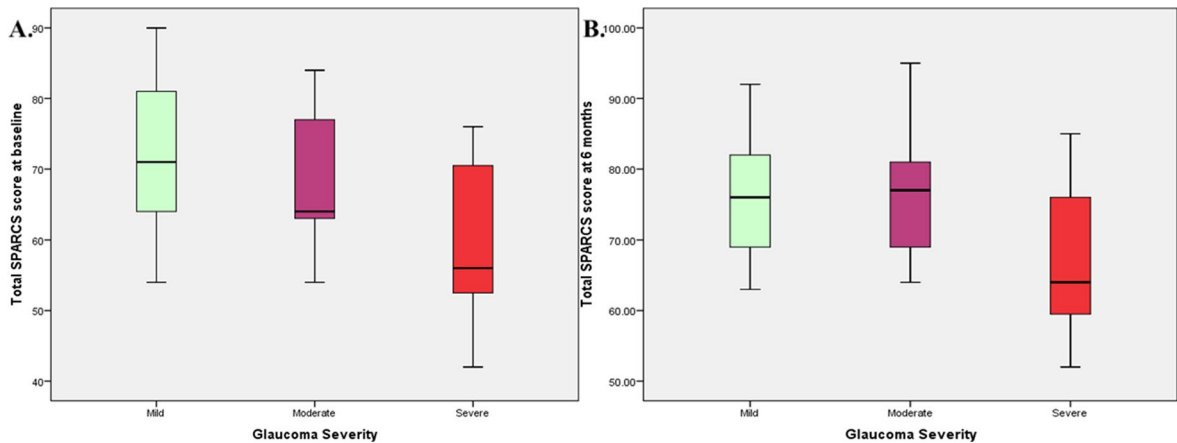 A.
Total SPARCS score at baseline
90
80
70
60
50
40
Mild Moderate Severe
Glaucoma Severity
B.
Total SPARCS score at 6 months
100.00
90.00
80.00
70.00
60.00
50.00
Mild Moderate Severe
Glaucoma Severity